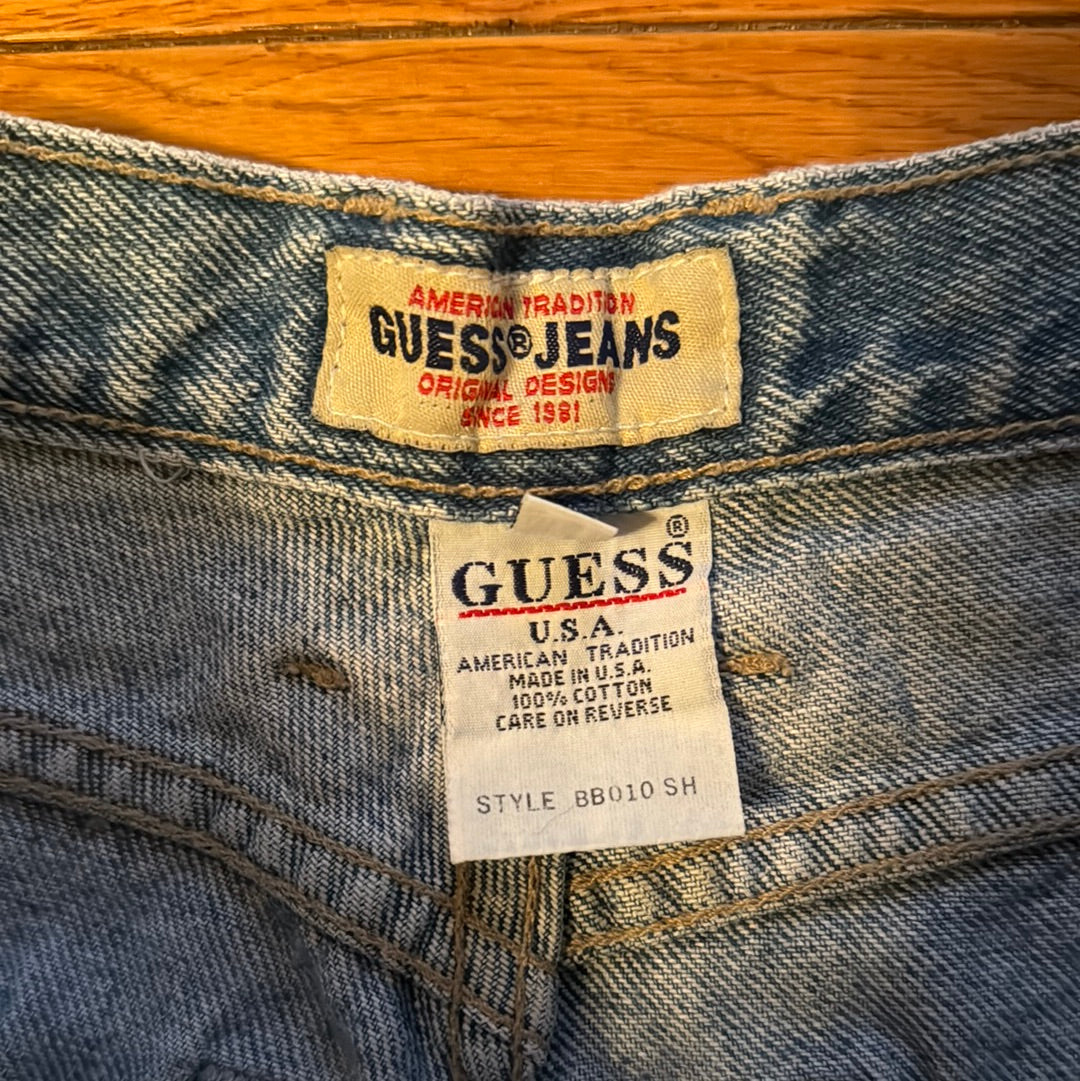 AMERICAN TRADITION
GUESS® JEANS
ORIGINAL DESIGNS
SINCE 1981
GUESS®
U.S.A.
AMERICAN TRADITION
MADE IN U.S.A.
100% COTTON
CARE ON REVERSE
STYLE BB010 SH